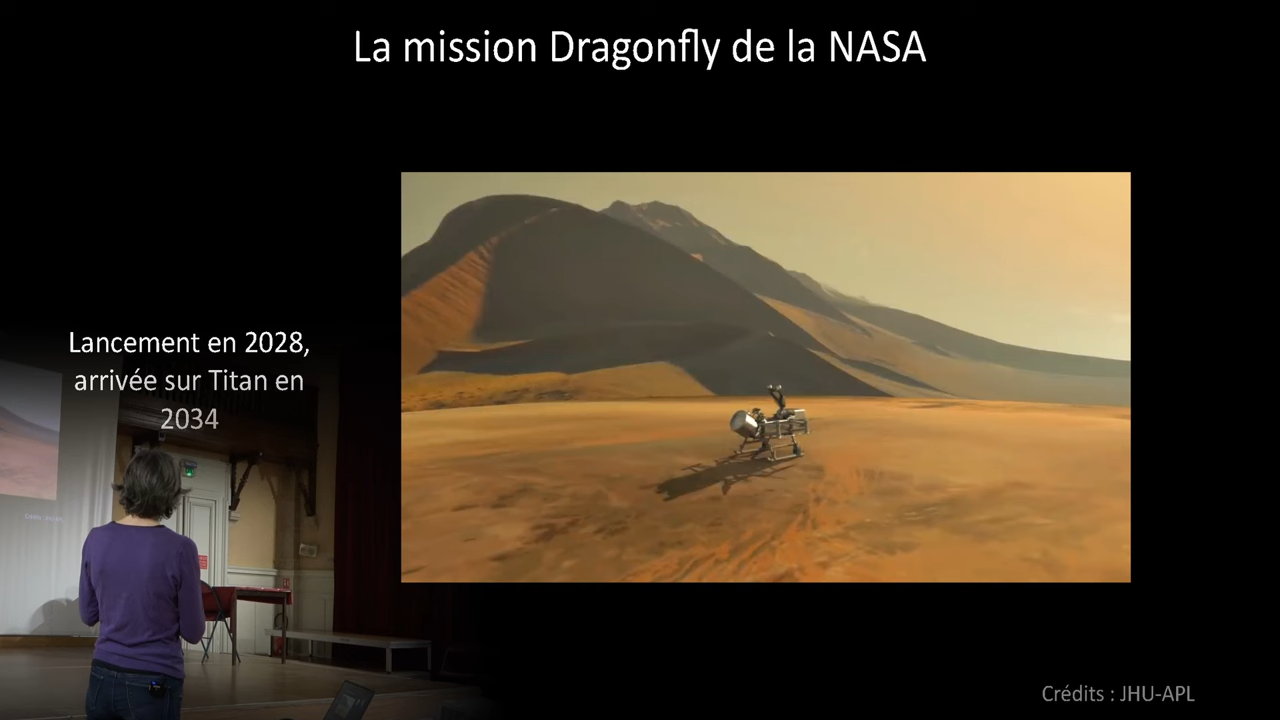 La mission Dragonfly de la NASA
Lancement en 2028,
arrivée sur Titan en
2034
Crédits : JHU-APL